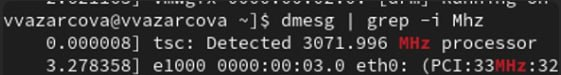 vvazarcova@vvazarcova ~]$ dmesg | grep -i Mhz
0.000008] tsc: Detected 3071.996 MHz processor
3.278358] e1000 0000:00:03.0 eth0: (PCI:33MHz:32